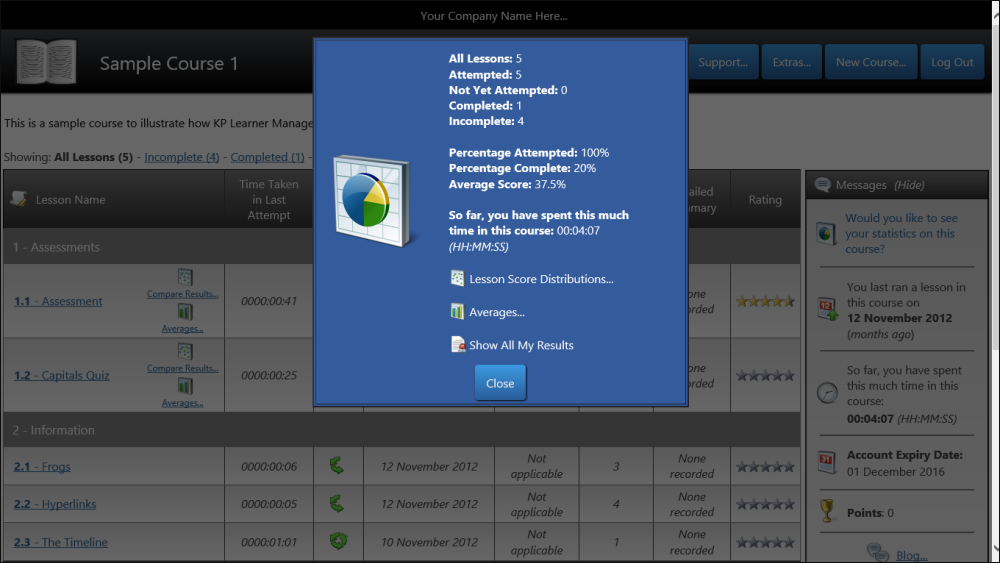 Your Company Name Here...
Sample Course 1
Support...
Extras...
New Course...
Log Out
This is a sample course to illustrate how KP Learner Manage
Showing: All Lessons (5) - Incomplete (4) - Completed (1) -
Lesson Name
Time Taken
in Last
Attempt
Rating
1 - Assessments
1.1 - Assessment
Compare Results...
Averages...
0000:00:41
None
recorded
1.2 - Capitals Quiz
Compare Results...
Averages...
0000:00:25
2 - Information
2.1 - Frogs
0000:00:06
12 November 2012
Not
applicable
3
None
recorded
2.2 - Hyperlinks
0000:00:05
12 November 2012
Not
applicable
4
None
recorded
2.3 - The Timeline
0000:01:01
10 November 2012
Not
applicable
1
None
recorded
All Lessons: 5
Attempted: 5
Not Yet Attempted: 0
Completed: 1
Incomplete: 4
Percentage Attempted: 100%
Percentage Complete: 20%
Average Score: 37.5%
So far, you have spent this much
time in this course: 00:04:07
(HH:MM:SS)
Lesson Score Distributions...
Averages...
Show All My Results
Close
Messages (Hide)
Would you like to see
your statistics on this
course?
You last ran a lesson in
this course on
12 November 2012
(months ago)
So far, you have spent
this much time in this
course:
00:04:07 (HH:MM:SS)
Account Expiry Date:
01 December 2016
Points: 0
Blog...